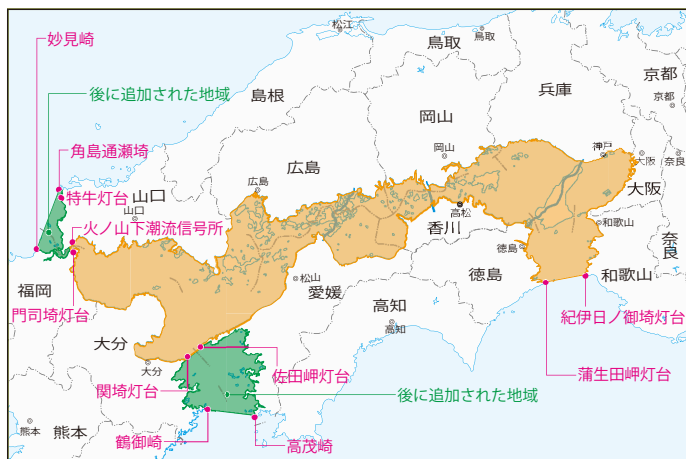 松江
鳥取
鳥取
妙見崎
京都
兵庫
京都
後に追加された地域
島根
岡山
岡山
神戸
大阪
奈良
角島通瀬埼
広島
広島
大阪
特牛灯台
山口
山口
高松
香川
和歌山
火ノ山下潮流信号所
徳島
奈良
松山
徳島
和歌山
福岡
愛媛
高知
門司埼灯台
紀伊日ノ御埼灯台
大分
大分
高知
佐田岬灯台
蒲生田岬灯台
関埼灯台
後に追加された地域
熊本
熊本
鶴御崎
高茂崎